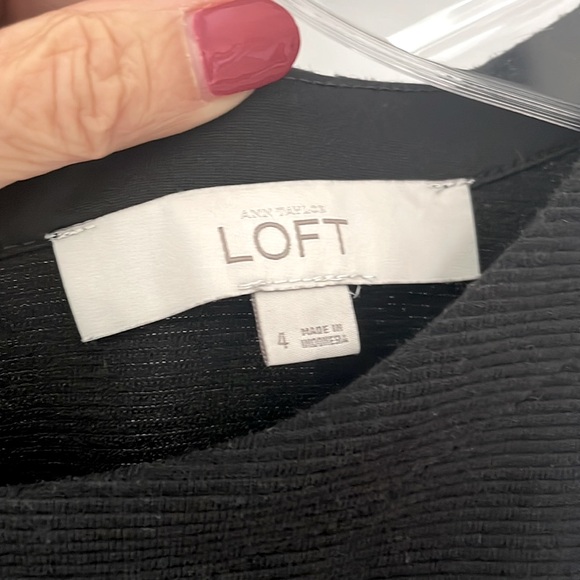 ANN TAYLOR
LOFT
4
MADE IN
INDONESIA